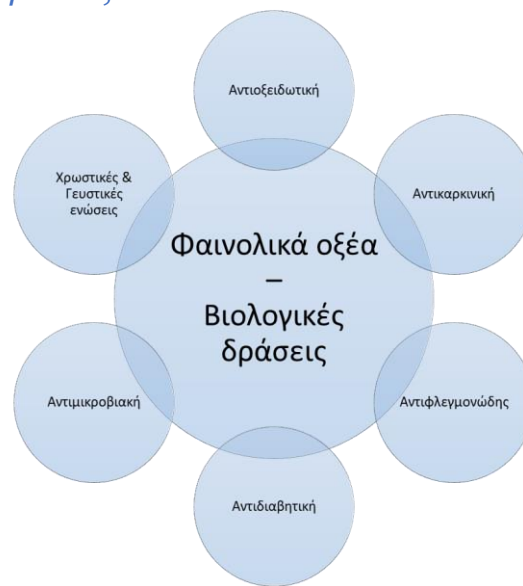 Αντιοξειδωτική
Χρωστικές &
Γευστικές
ενώσεις
Αντικαρκινική
Φαινολικά οξέα
–
Βιολογικές
δράσεις
Αντιμικροβιακή
Αντιφλεγμονώδης
Αντιδιαβητική